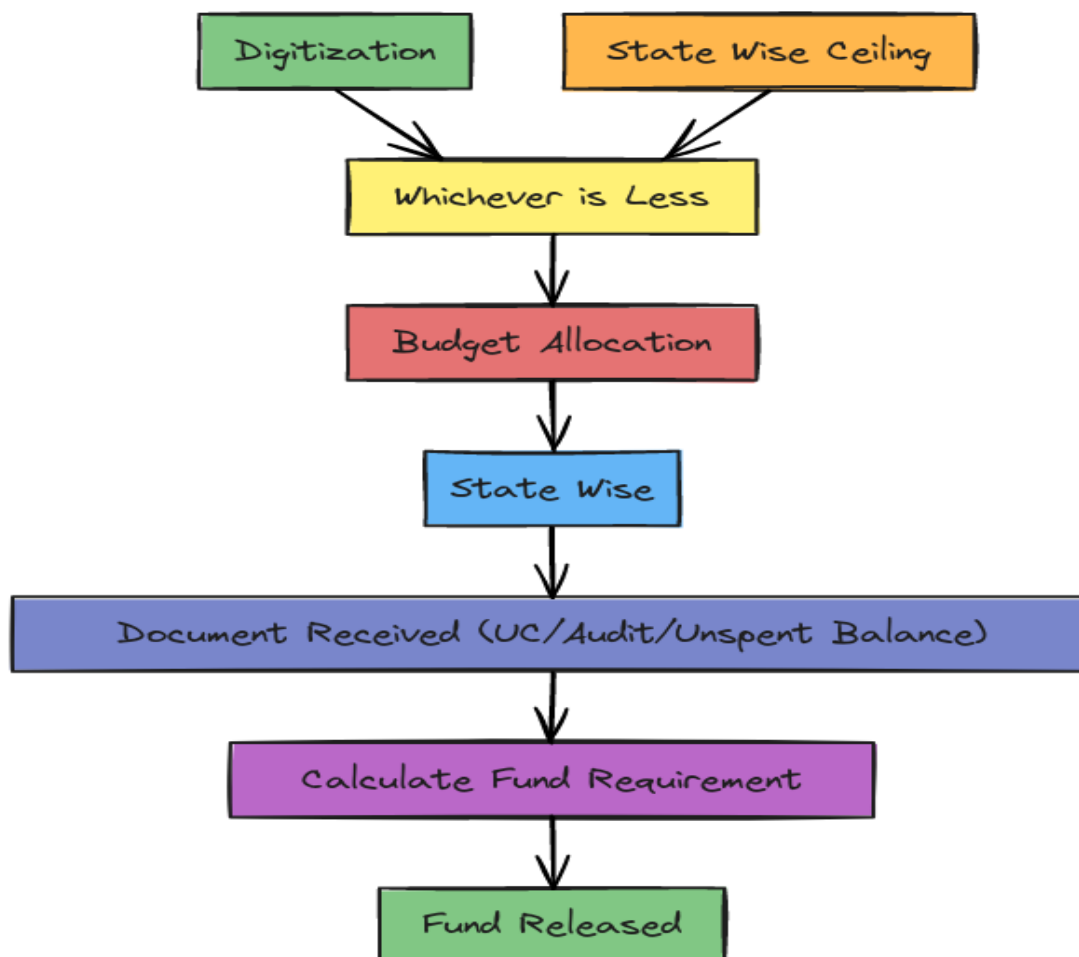 Digitization
State Wise Ceiling
Whichever is Less
Budget Allocation
State Wise
Document Received (UC/Audit/Unspent Balance)
Calculate Fund Requirement
Fund Released